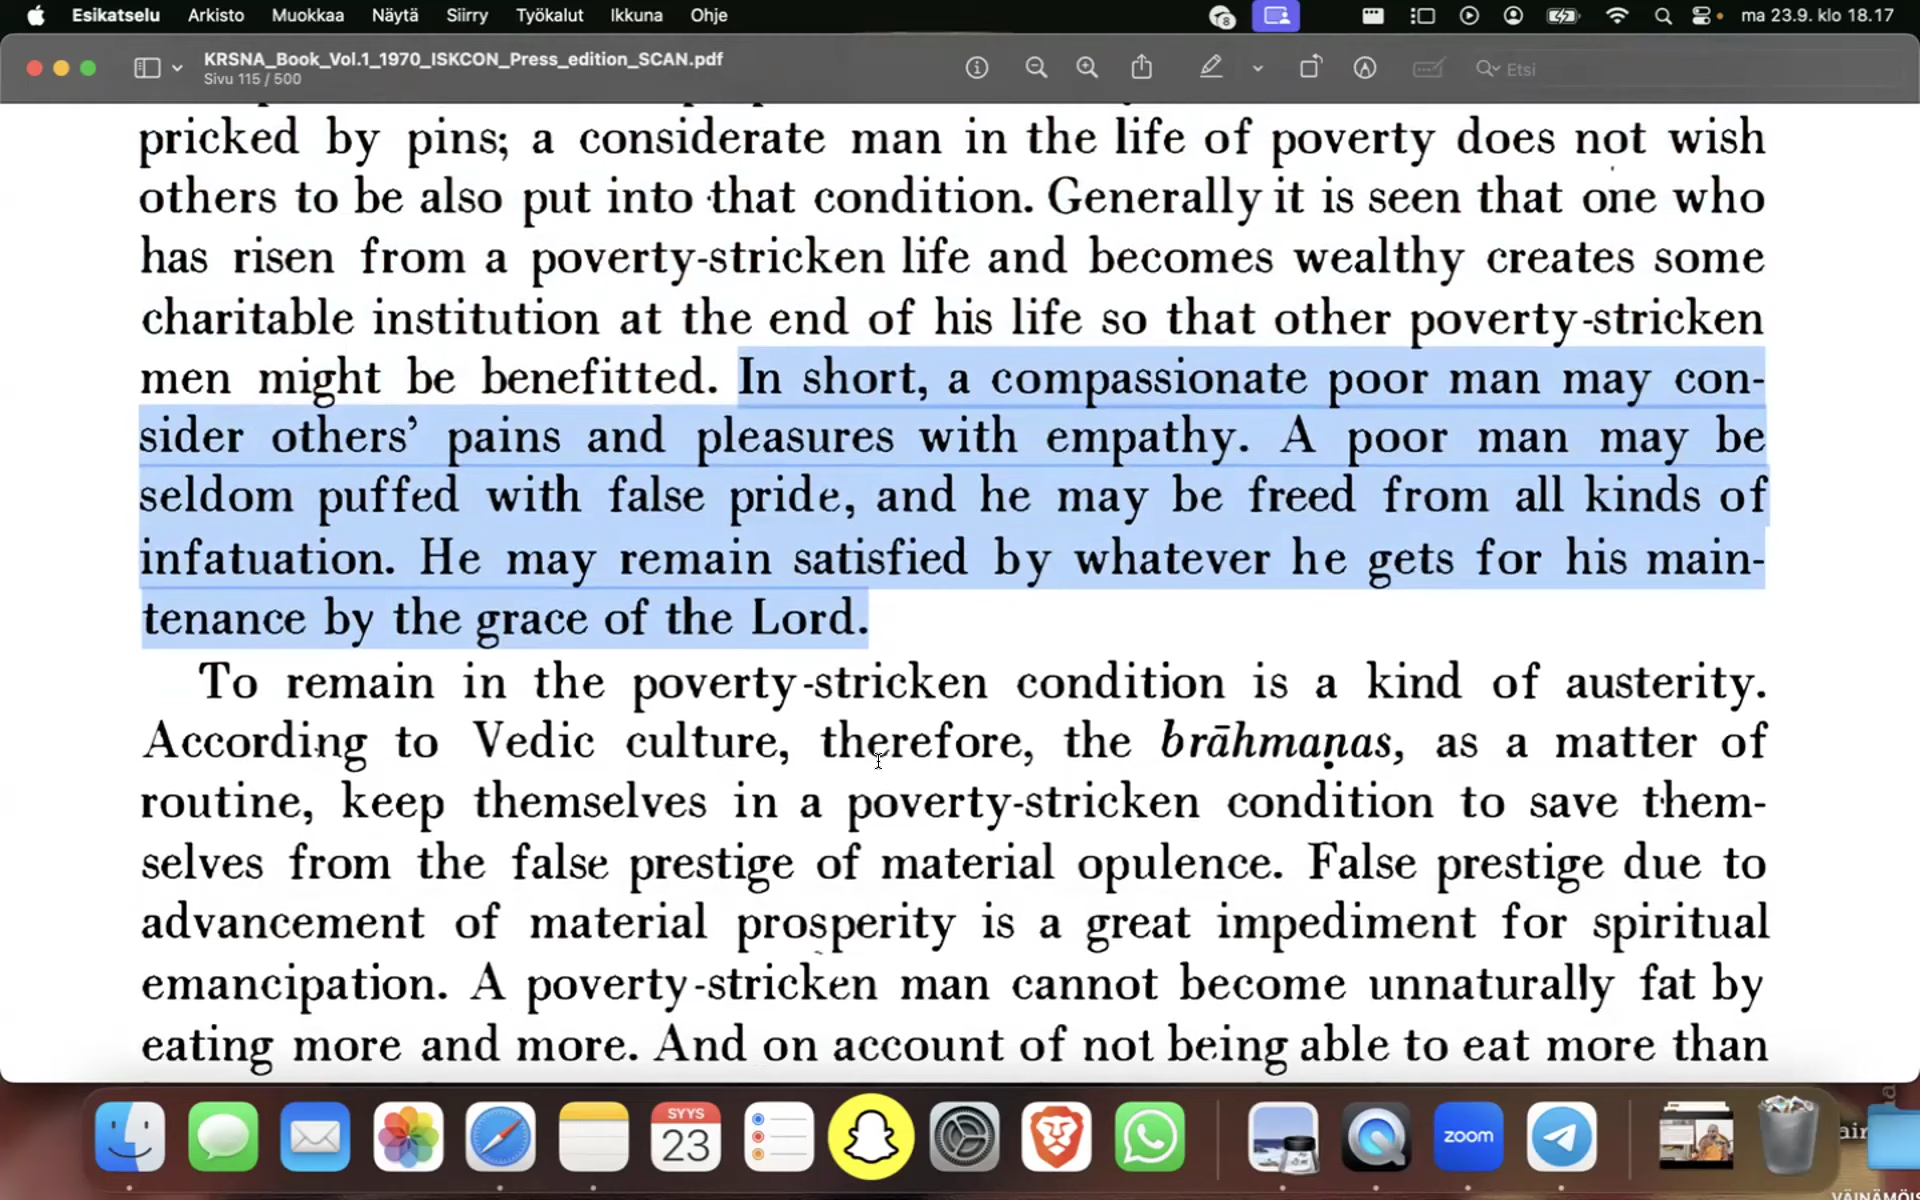 Esikatselu Arkisto Muokkaa Näytä Siirry Työkalut Ikkuna Ohje
8
ma 23.9. klo 18.17
KRSNA_Book_Vol.1_1970_ISKCON_Press_edition_SCAN.pdf
Sivu 115 / 500
Etsi
pricked by pins; a considerate man in the life of poverty does not wish
others to be also put into that condition. Generally it is seen that one who
has risen from a poverty-stricken life and becomes wealthy creates some
charitable institution at the end of his life so that other poverty-stricken
men might be benefitted. In short, a compassionate poor man may con-
sider others’ pains and pleasures with empathy. A poor man may be
seldom puffed with false pride, and he may be freed from all kinds of
infatuation. He may remain satisfied by whatever he gets for his main-
tenance by the grace of the Lord.
To remain in the poverty-stricken condition is a kind of austerity.
According to Vedic culture, therefore, the brāhmaṇas, as a matter of
routine, keep themselves in a poverty-stricken condition to save them-
selves from the false prestige of material opulence. False prestige due to
advancement of material prosperity is a great impediment for spiritual
emancipation. A poverty-stricken man cannot become unnaturally fat by
eating more and more. And on account of not being able to eat more than
SYYS
23
zoom